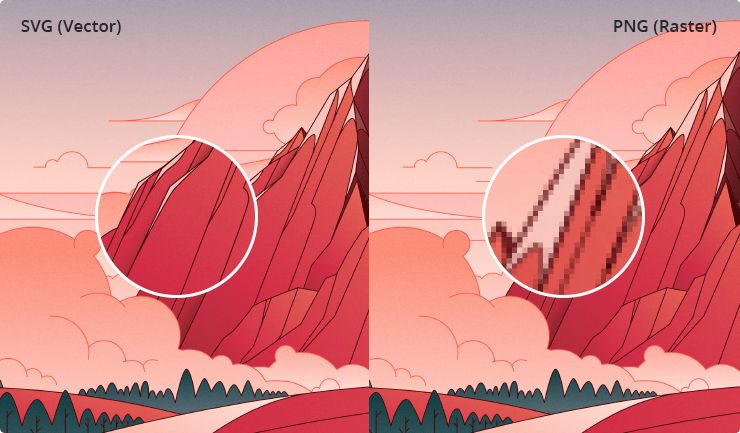 SVG (Vector)
PNG (Raster)